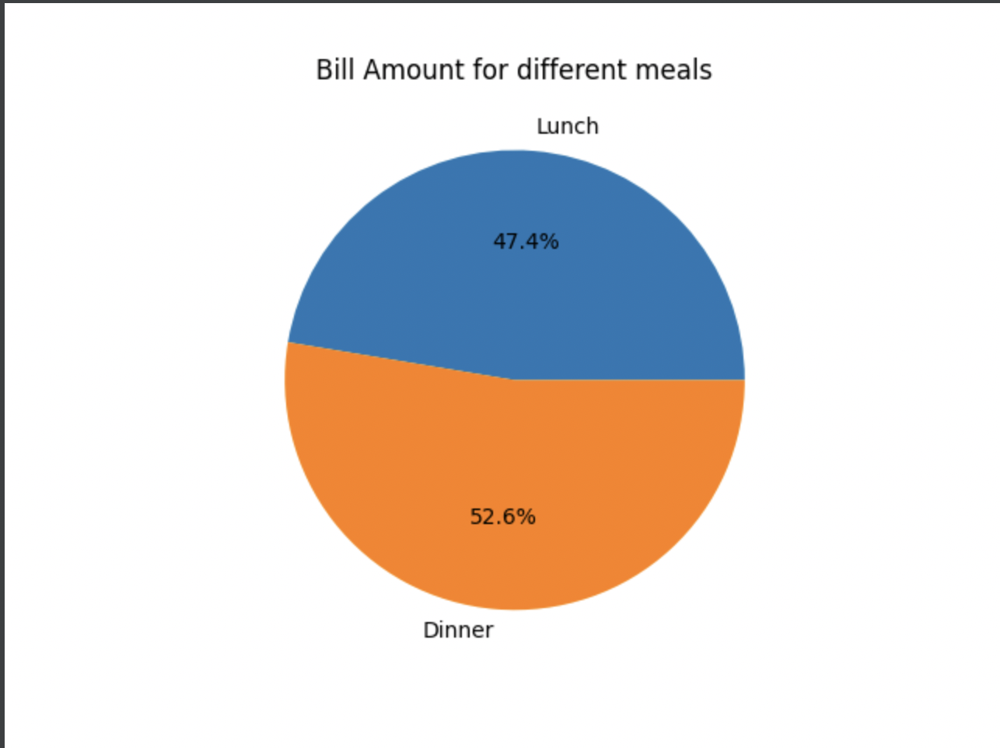 Bill Amount for different meals
Lunch
47.4%
52.6%
Dinner